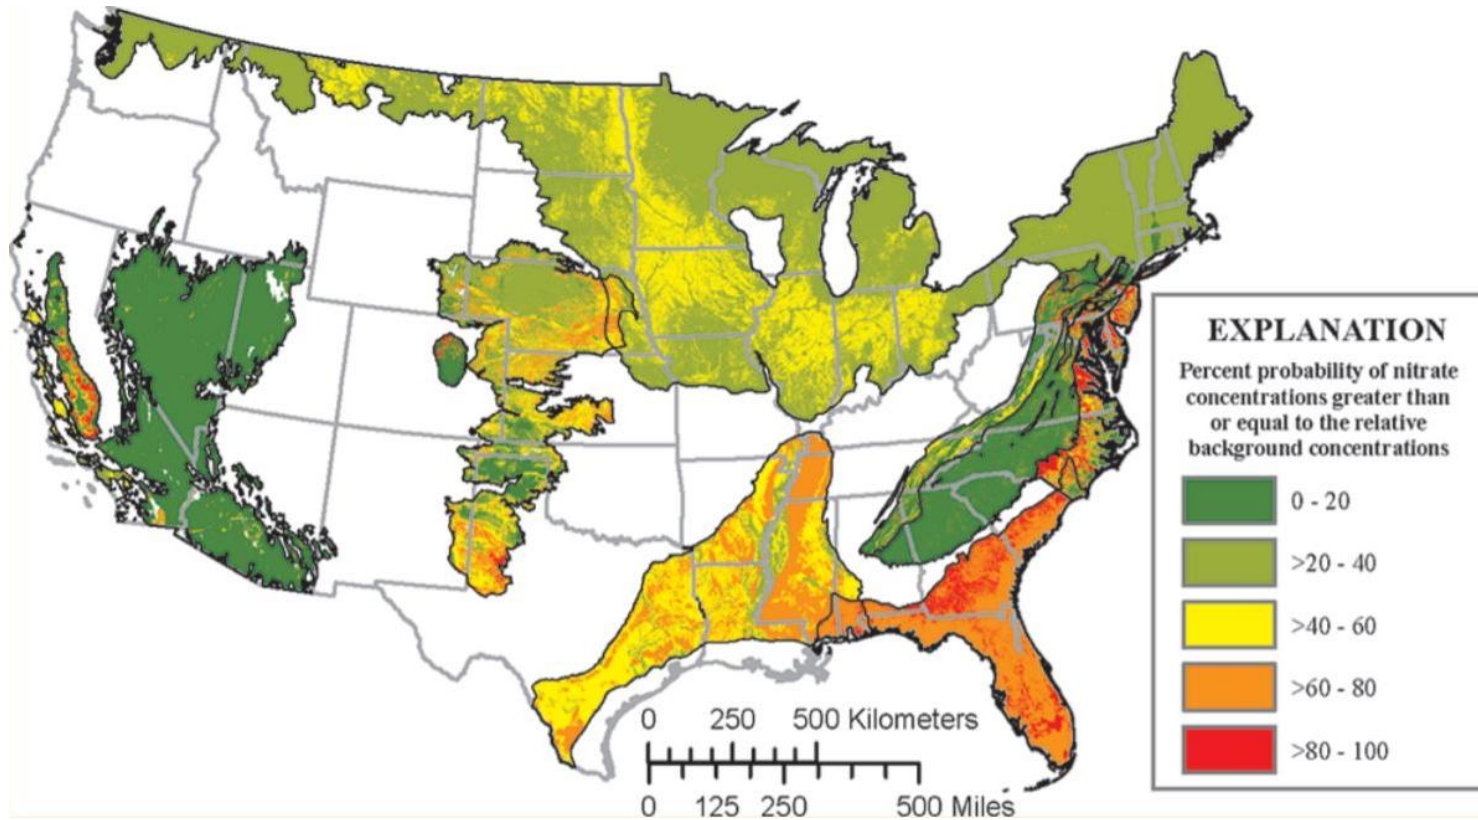 EXPLANATION
Percent probability of nitrate
concentrations greater than
or equal to the relative
background concentrations
0 - 20
>20 - 40
>40 - 60
>60 - 80
>80 - 100
0 250 500 Kilometers
0 125 250 500 Miles